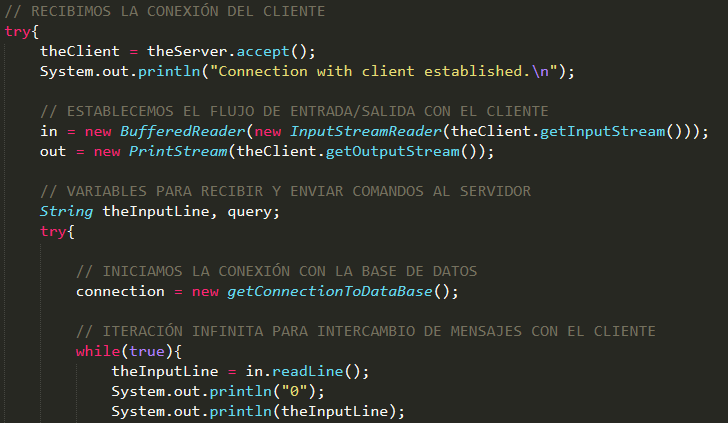 // RECIBIMOS LA CONEXIÓN DEL CLIENTE
try{
theClient = theServer.accept();
System.out.println("Connection with client established.\n");
// ESTABLECEMOS EL FLUJO DE ENTRADA/SALIDA CON EL CLIENTE
in = new BufferedReader(new InputStreamReader(theClient.getInputStream()));
out = new PrintStream(theClient.getOutputStream());
// VARIABLES PARA RECIBIR Y ENVIAR COMANDOS AL SERVIDOR
String theInputLine, query;
try{
// INICIAMOS LA CONEXIÓN CON LA BASE DE DATOS
connection = new getConnectionToDataBase();
// ITERACIÓN INFINITA PARA INTERCAMBIO DE MENSAJES CON EL CLIENTE
while(true){
theInputLine = in.readLine();
System.out.println("0");
System.out.println(theInputLine);